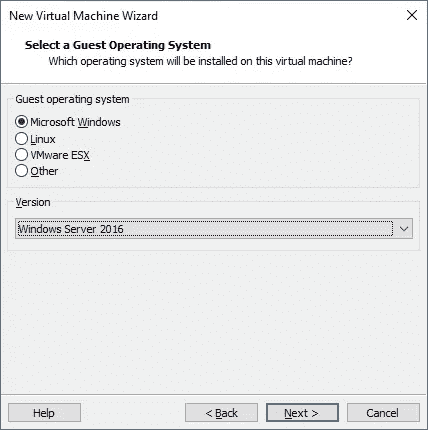 New Virtual Machine Wizard
Select a Guest Operating System
Which operating system will be installed on this virtual machine?
Guest operating system
Microsoft Windows
Linux
VMware ESX
Other
Version
Windows Server 2016
Help
< Back
Next >
Cancel